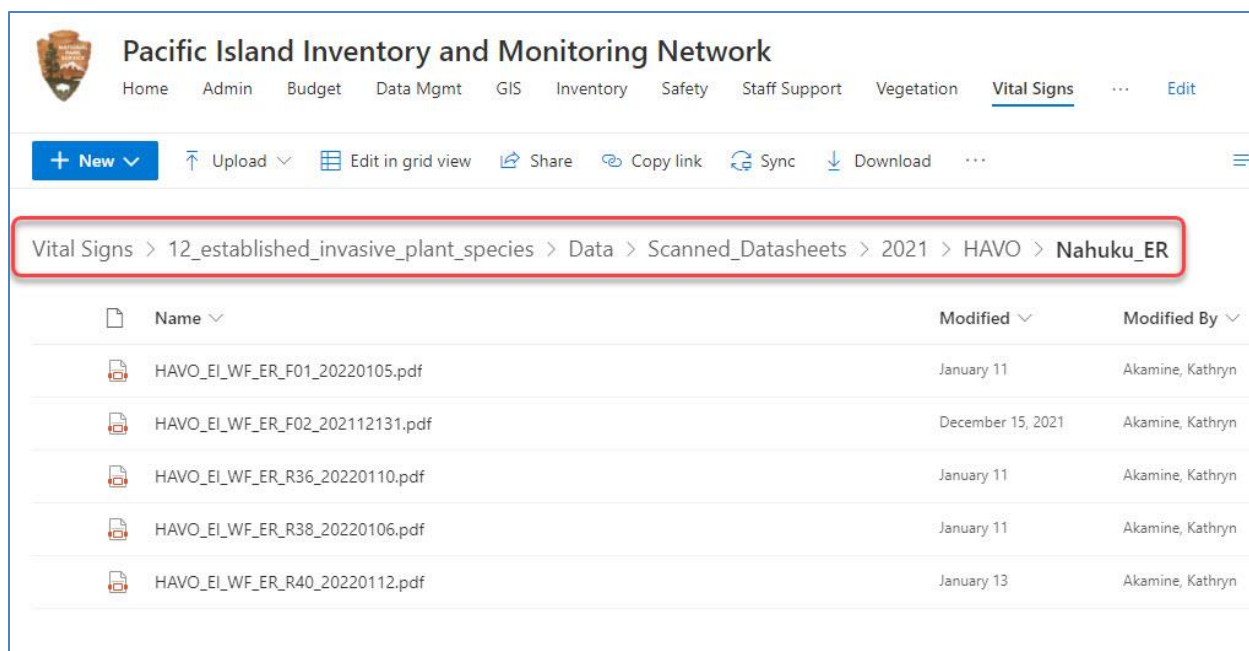 Pacific Island Inventory and Monitoring Network
Home Admin Budget Data Mgmt GIS Inventory Safety Staff Support Vegetation Vital Signs ... Edit
+ New Upload Edit in grid view Share Copy link Sync Download ...
Vital Signs > 12_established_invasive_plant_species > Data > Scanned_Datasheets > 2021 > HAVO > Nahuku_ER
Name Modified Modified By
HAVO_EI_WF_ER_F01_20220105.pdf January 11 Akamine, Kathryn
HAVO_EI_WF_ER_F02_202112131.pdf December 15, 2021 Akamine, Kathryn
HAVO_EI_WF_ER_R36_20220110.pdf January 11 Akamine, Kathryn
HAVO_EI_WF_ER_R38_20220106.pdf January 11 Akamine, Kathryn
HAVO_EI_WF_ER_R40_20220112.pdf January 13 Akamine, Kathryn